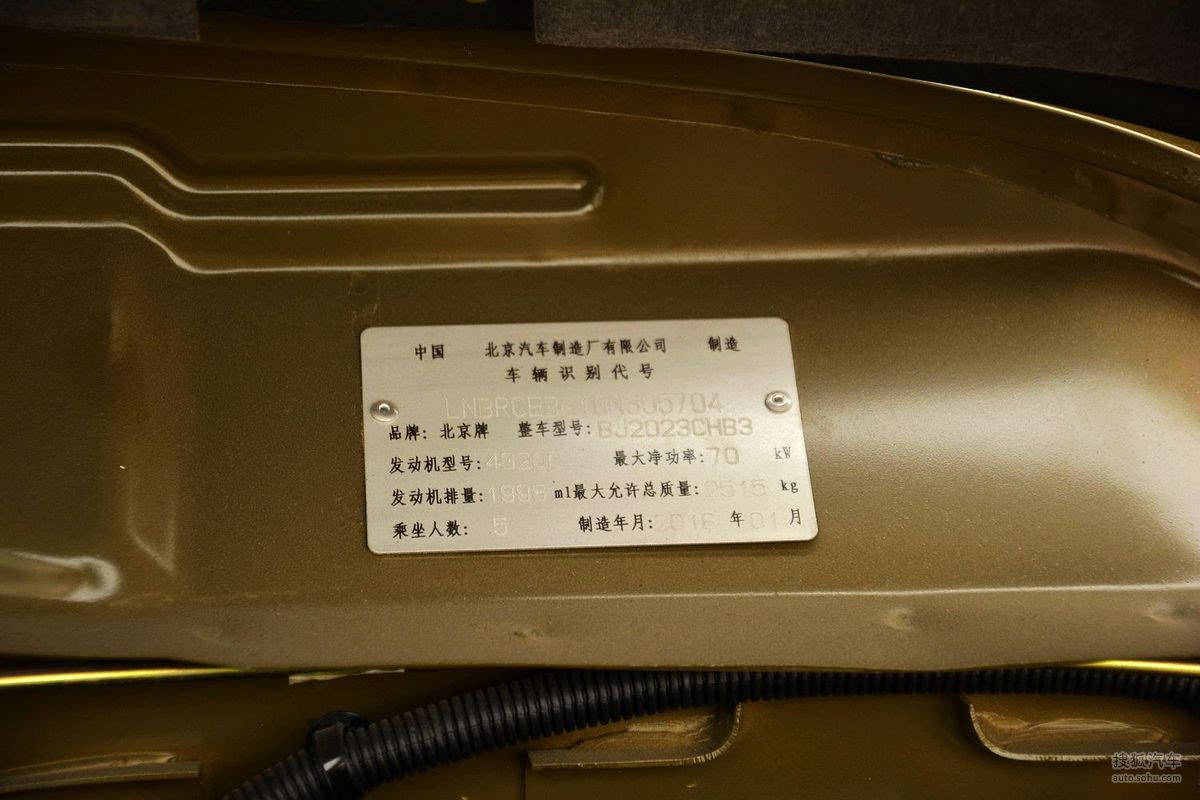 中国 北京汽车制造厂有限公司 制造
车辆识别代号
品牌: 北京牌 整车型号: BJ2023CHB3
发动机型号: 最大净功率: 70 kW
发动机排量: ml最大允许总质量: 2515 kg
乘坐人数: 5 制造年月: 2016 年 01 月
搜狐汽车
auto.sohu.com